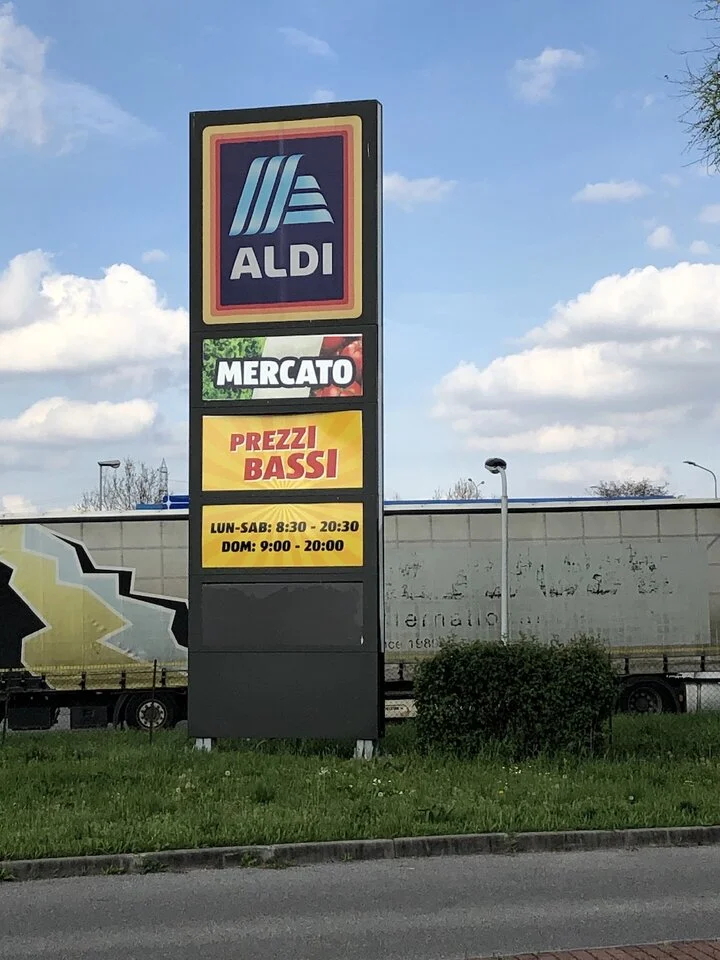 ALDI
MERCATO
PREZZI
BASSI
LUN-SAB: 8:30 - 20:30
DOM: 9:00 - 20:00